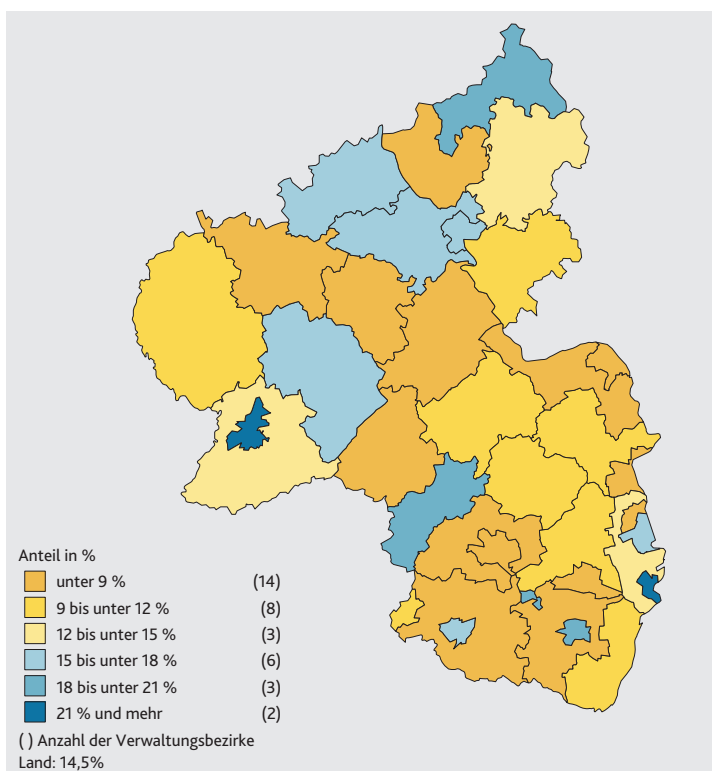 Anteil in %
unter 9 % (14)
9 bis unter 12 % (8)
12 bis unter 15 % (3)
15 bis unter 18 % (6)
18 bis unter 21 % (3)
21 % und mehr (2)
( ) Anzahl der Verwaltungsbezirke
Land: 14,5%